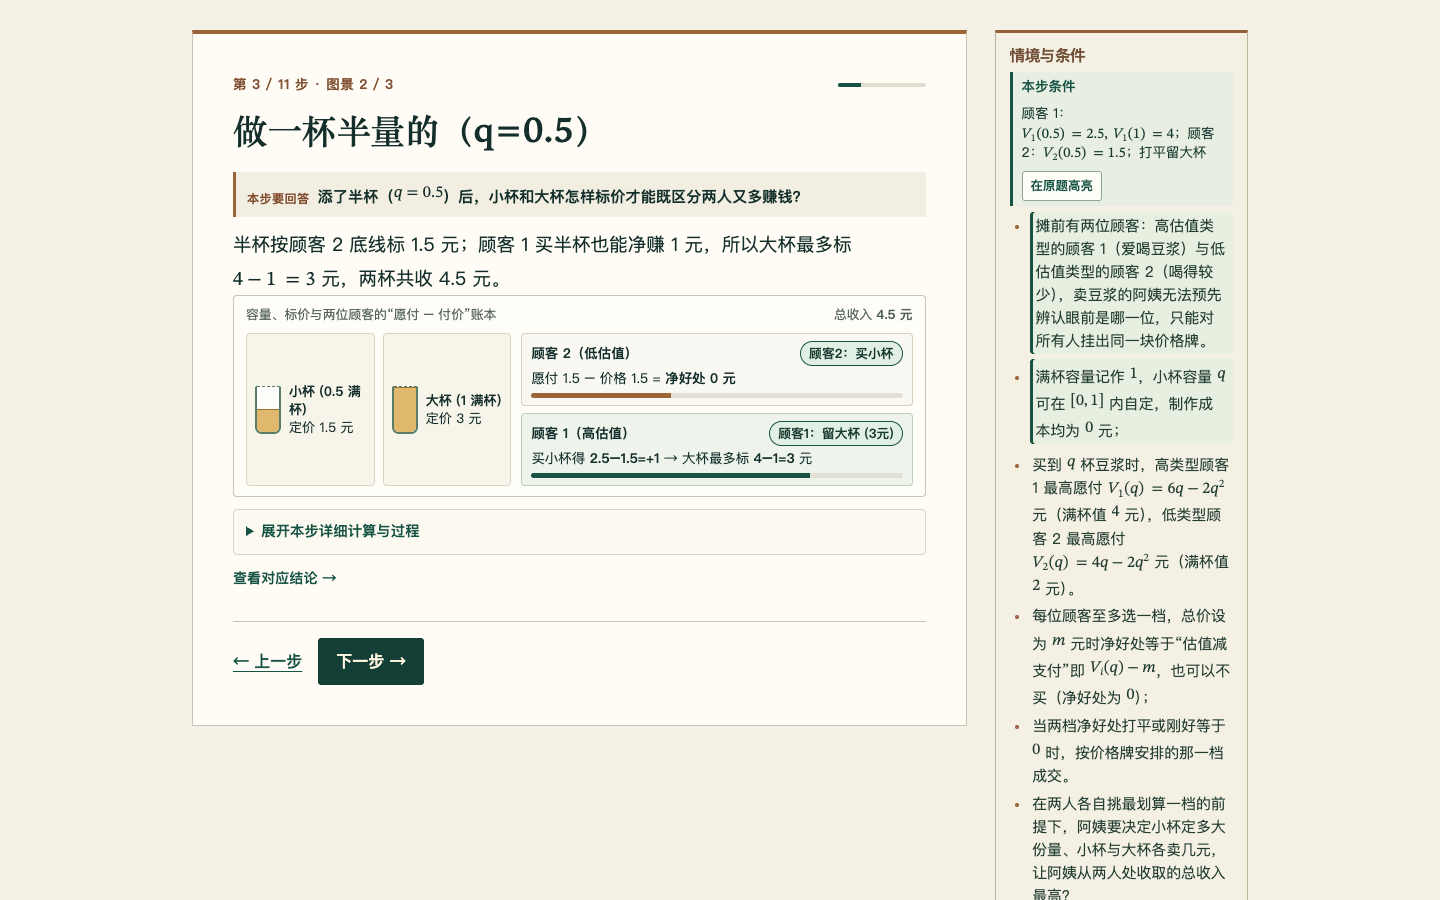 第 3 / 11 步 · 图景 2 / 3
做一杯半量的（q=0.5）
本步要回答 添了半杯（q = 0.5）后，小杯和大杯怎样标价才能既区分两人又多赚钱？
半杯按顾客 2 底线标 1.5 元；顾客 1 买半杯也能净赚 1 元，所以大杯最多标
4 − 1 = 3 元，两杯共收 4.5 元。
容量、标价与两位顾客的“愿付 − 付价”账本
总收入 4.5 元
小杯 (0.5 满
杯)
定价 1.5 元
大杯 (1 满杯)
定价 3 元
顾客 2（低估值）
顾客2：买小杯
愿付 1.5 − 价格 1.5 = 净好处 0 元
顾客 1（高估值）
顾客1：留大杯 (3元)
买小杯得 2.5−1.5=+1 → 大杯最多标 4−1=3 元
▶ 展开本步详细计算与过程
查看对应结论 →
← 上一步
下一步 →
情境与条件
本步条件
顾客 1：
V₁(0.5) = 2.5, V₁(1) = 4；顾客
2：V₂(0.5) = 1.5；打平留大杯
在原题高亮
• 摊前有两位顾客：高估值类
型的顾客 1（爱喝豆浆）与低
估值类型的顾客 2（喝得较
少），卖豆浆的阿姨无法预先
辨认眼前是哪一位，只能对
所有人挂出同一块价格牌。
• 满杯容量记作 1，小杯容量 q
可在 [0, 1] 内自定，制作成
本均为 0 元；
• 买到 q 杯豆浆时，高类型顾客
1 最高愿付 V₁(q) = 6q − 2q²
元（满杯值 4 元），低类型顾
客 2 最高愿付
V₂(q) = 4q − 2q² 元（满杯值
2 元）。
• 每位顾客至多选一档，总价设
为 m 元时净好处等于“估值减
支付”即 Vᵢ(q) − m，也可以不
买（净好处为 0）；
• 当两档净好处打平或刚好等于
0 时，按价格牌安排的那一档
成交。
• 在两人各自挑最划算一档的前
提下，阿姨要决定小杯定多大
份量、小杯与大杯各卖几元，
让阿姨从两人处收取的总收入
最高？